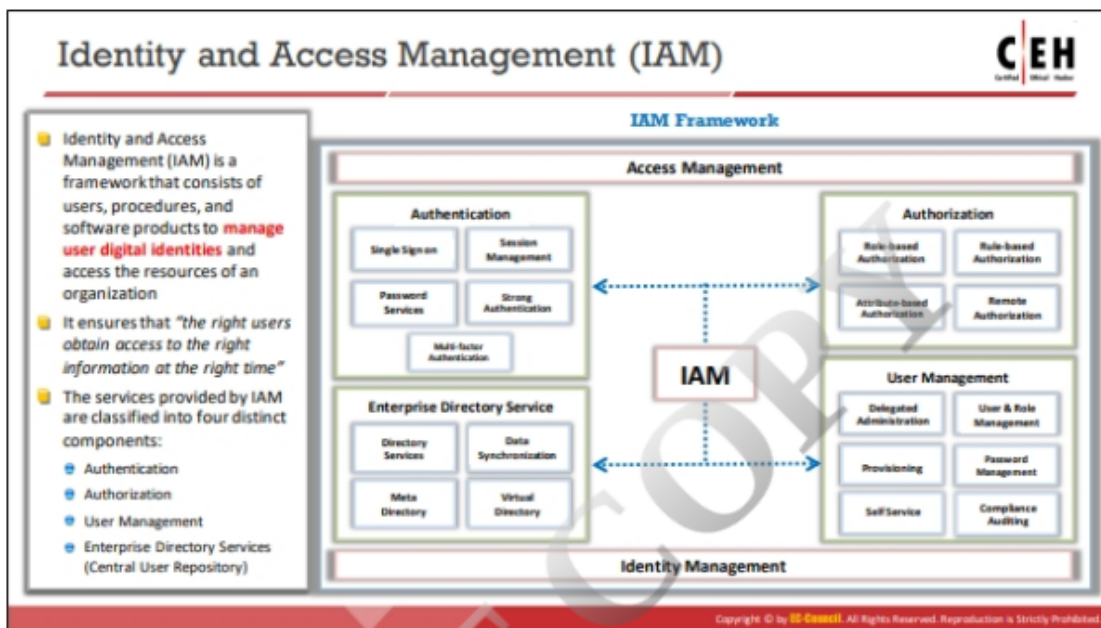 Identity and Access Management (IAM)
C|EH
Certified Ethical Hacker
Identity and Access
Management (IAM) is a
framework that consists of
users, procedures, and
software products to manage
user digital identities and
access the resources of an
organization
It ensures that "the right users
obtain access to the right
information at the right time"
The services provided by IAM
are classified into four distinct
components:
Authentication
Authorization
User Management
Enterprise Directory Services
(Central User Repository)
IAM Framework
Access Management
Authentication
Single Sign on
Session
Management
Password
Services
Strong
Authentication
Multi-factor
Authentication
Authorization
Role-based
Authorization
Rule-based
Authorization
Attribute-based
Authorization
Remote
Authorization
IAM
Enterprise Directory Service
Directory
Services
Data
Synchronization
Meta
Directory
Virtual
Directory
User Management
Delegated
Administration
User & Role
Management
Provisioning
Password
Management
Self Service
Compliance
Auditing
Identity Management
COPY
Copyright © by EC-Council. All Rights Reserved. Reproduction is Strictly Prohibited.